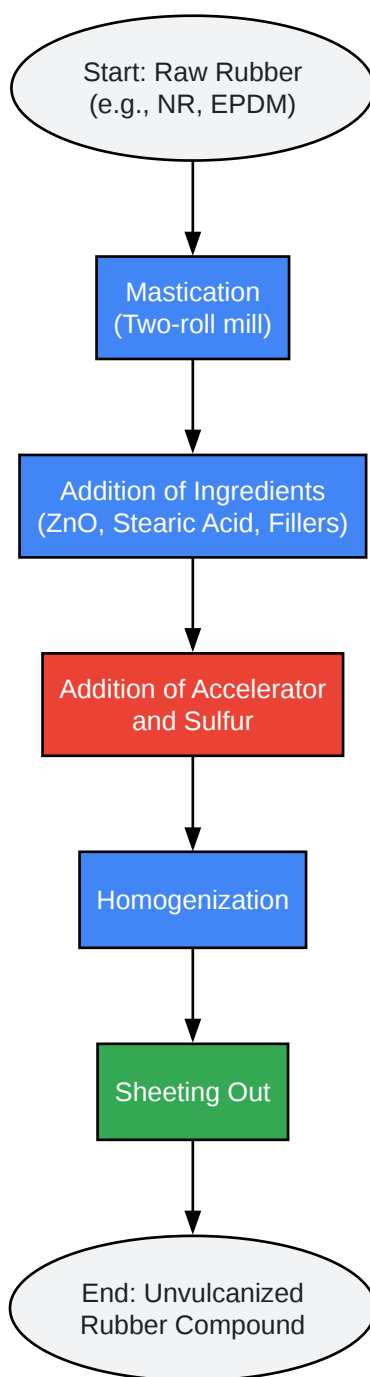 Start: Raw Rubber
(e.g., NR, EPDM)
Mastication
(Two-roll mill)
Addition of Ingredients
(ZnO, Stearic Acid, Fillers)
Addition of Accelerator
and Sulfur
Homogenization
Sheeting Out
End: Unvulcanized
Rubber Compound